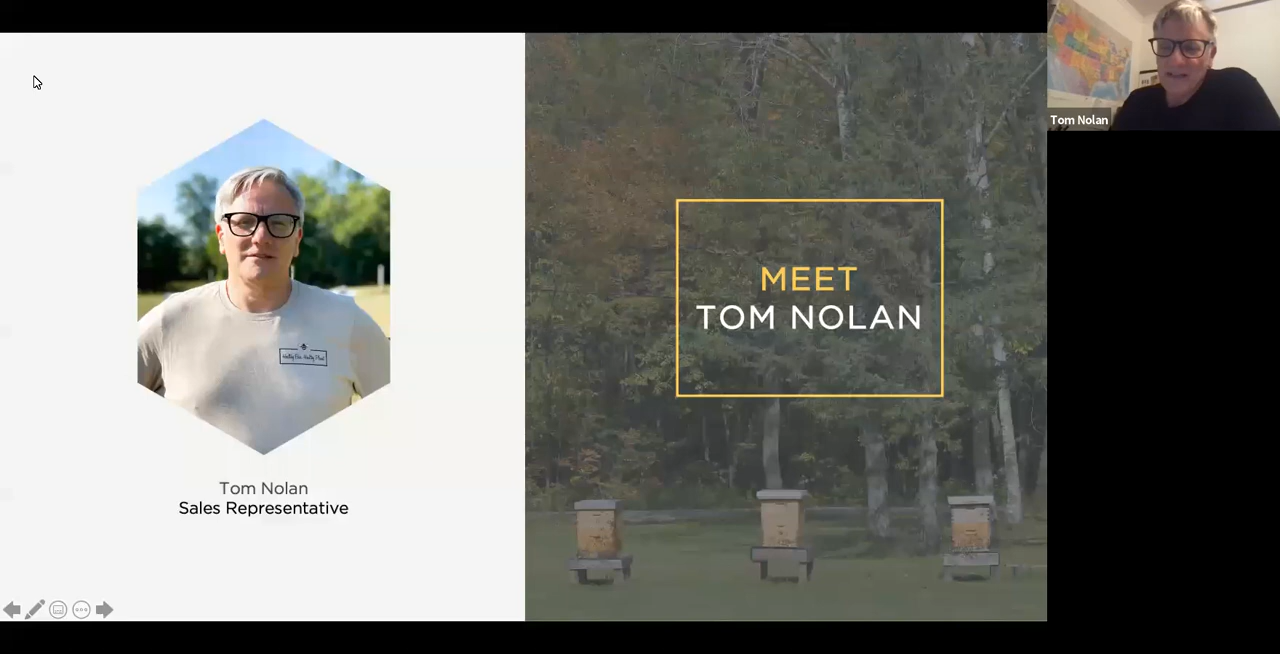 Tom Nolan
Sales Representative
MEET
TOM NOLAN
Tom Nolan